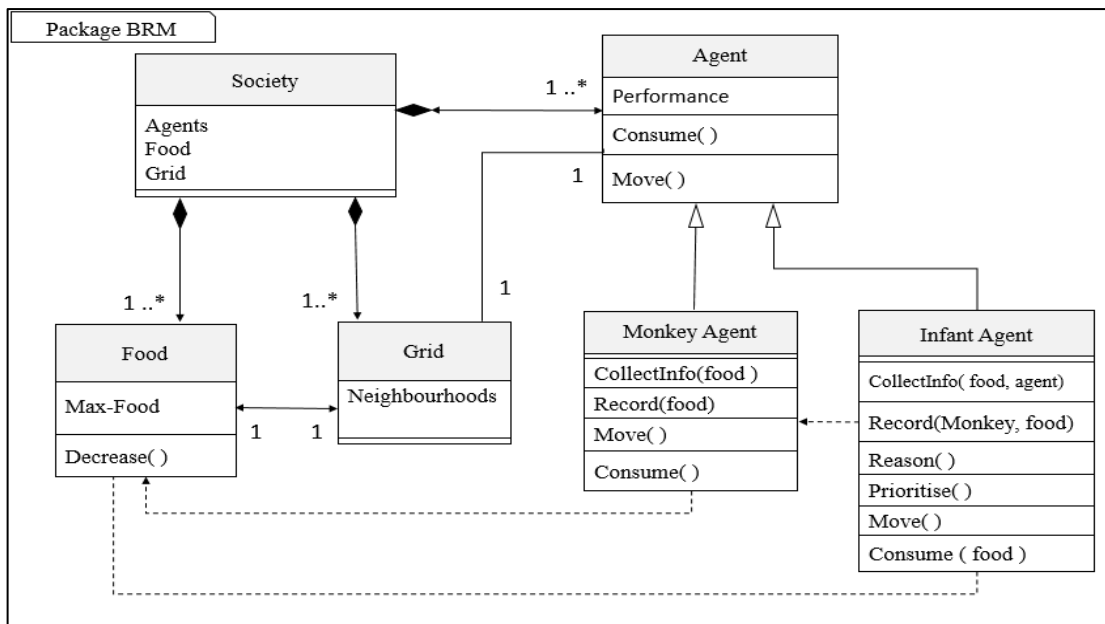 Package BRM
Society
Agents
Food
Grid
1 ..*
Agent
Performance
Consume( )
Move( )
1
1 ..*
1..*
1
Food
Max-Food
Decrease( )
Grid
Neighbourhoods
1
1
Monkey Agent
CollectInfo(food )
Record(food)
Move( )
Consume( )
Infant Agent
CollectInfo( food, agent)
Record(Monkey, food)
Reason( )
Prioritise( )
Move( )
Consume ( food )